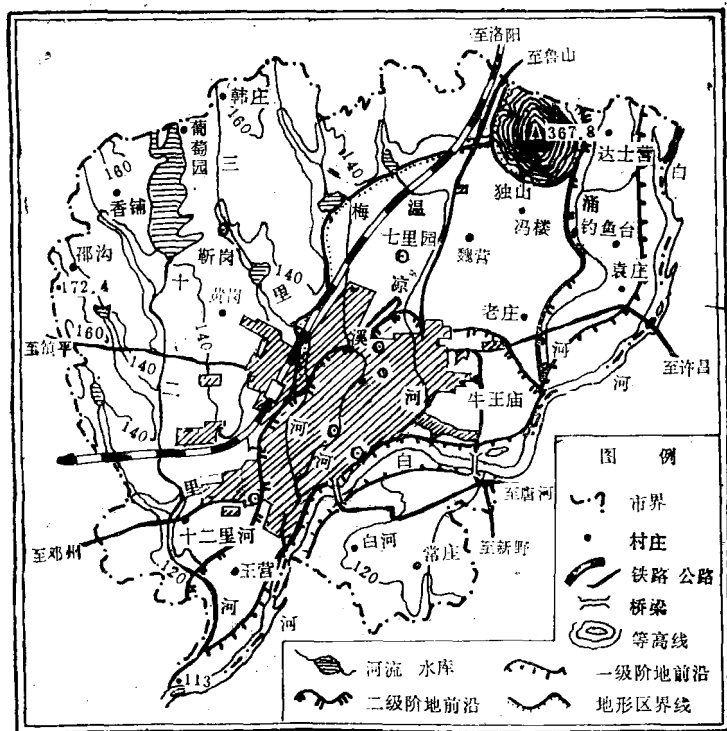 至洛阳
至鲁山
韩庄
160
葡萄园
三
140
160
香铺
梅
温
367.8
达士营
白
独山
涌
冯楼
钓鱼台
七里园
魏营
袁庄
邵沟
172.4
靳岗
140
里
凉
黄岗
十
140
老庄
溪
160
至镇平
140
二
140
河
牛王庙
河
河
至许昌
河
河
白
里
十二里河
至邓州
120
王营
河
河
113
白河
120
常庄
至唐河
至新野
图 例
市界
村庄
铁路 公路
桥梁
等高线
河流 水库
一级阶地前沿
二级阶地前沿
地形区界线